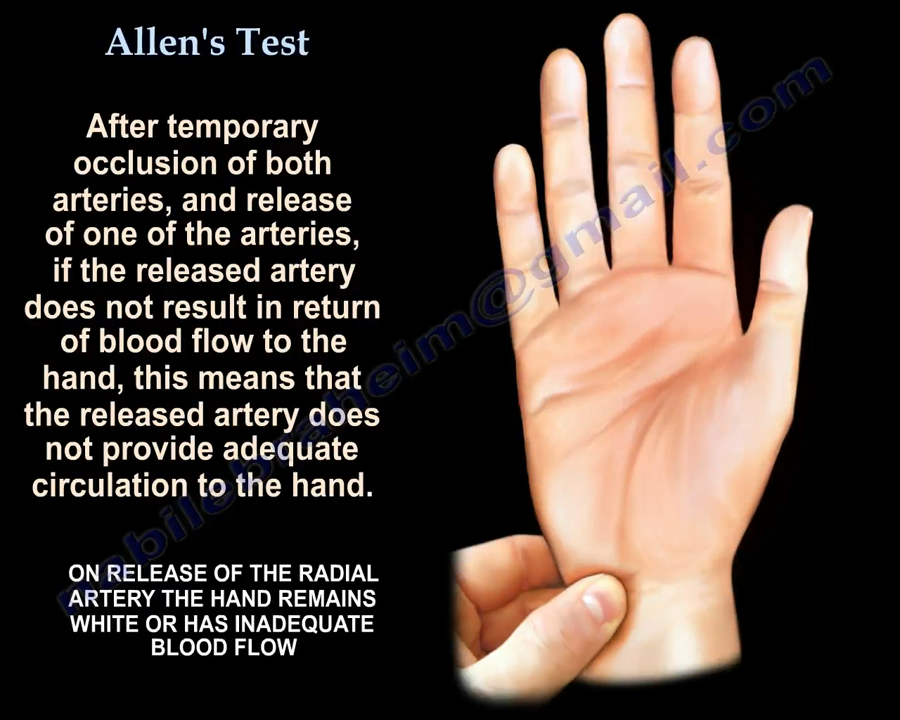 Allen's Test
After temporary
occlusion of both
arteries, and release
of one of the arteries,
if the released artery
does not result in return
of blood flow to the
hand, this means that
the released artery does
not provide adequate
circulation to the hand.
ON RELEASE OF THE RADIAL
ARTERY THE HAND REMAINS
WHITE OR HAS INADEQUATE
BLOOD FLOW
nabilebraheim@gmail.com